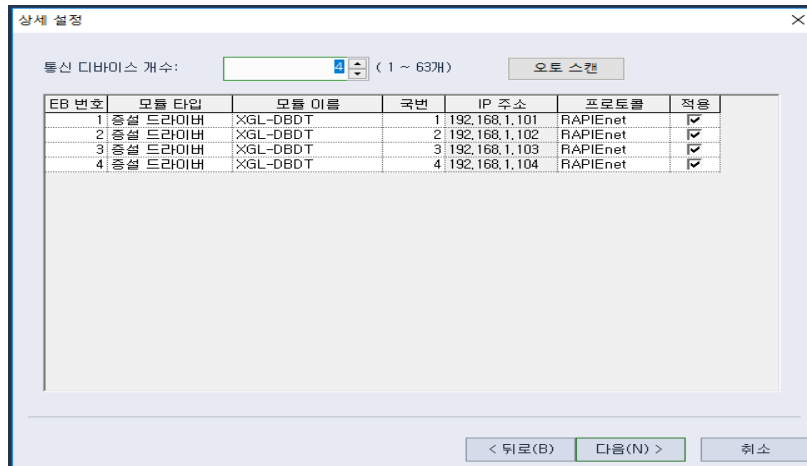 상세 설정
통신 디바이스 개수: 4 ( 1 ~ 63개) 오토 스캔
EB 번호 모듈 타입 모듈 이름 국번 IP 주소 프로토콜 적용
1 증설 드라이버 XGL-DBDT 1 192,168,1,101 RAPIEnet
2 증설 드라이버 XGL-DBDT 2 192,168,1,102 RAPIEnet
3 증설 드라이버 XGL-DBDT 3 192,168,1,103 RAPIEnet
4 증설 드라이버 XGL-DBDT 4 192,168,1,104 RAPIEnet
< 뒤로(B) 다음(N) > 취소